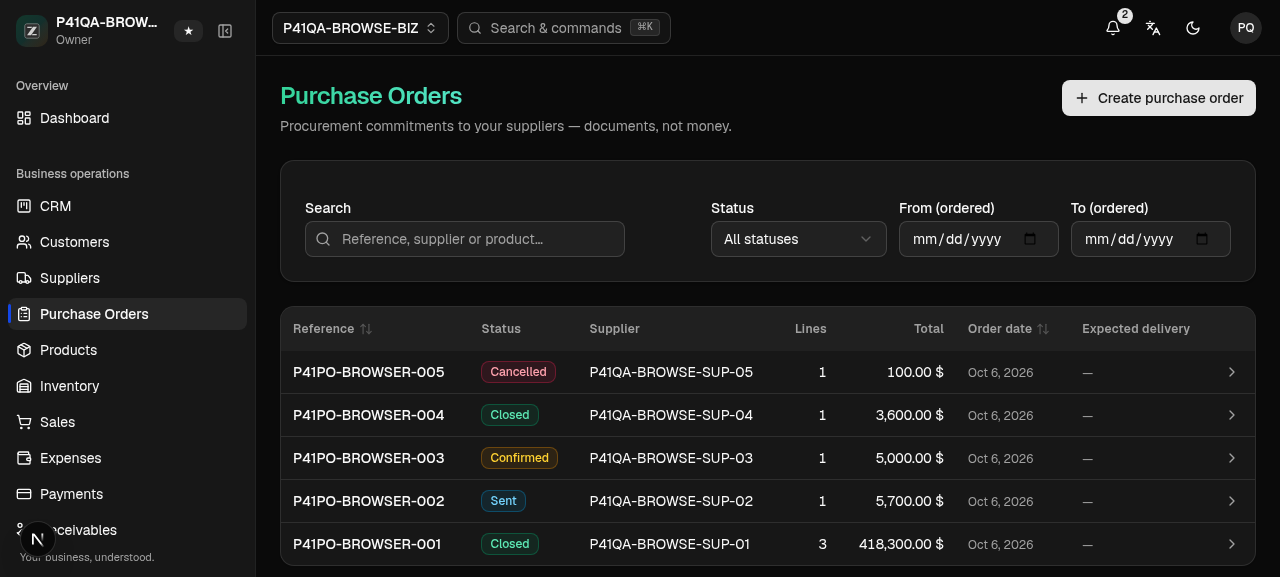 P41QA-BROW...
Owner
P41QA-BROWSE-BIZ
Search & commands
⌘K
2
PQ
Overview
Dashboard
Business operations
CRM
Customers
Suppliers
Purchase Orders
Products
Inventory
Sales
Expenses
Payments
eceivables
N
Your business, understood.
Purchase Orders
Procurement commitments to your suppliers — documents, not money.
Create purchase order
Search
Reference, supplier or product...
Status
All statuses
From (ordered)
mm/dd/yyyy
To (ordered)
mm/dd/yyyy
Reference Status Supplier Lines Total Order date Expected delivery
P41PO-BROWSER-005 Cancelled P41QA-BROWSE-SUP-05 1 100.00 $ Oct 6, 2026 —
P41PO-BROWSER-004 Closed P41QA-BROWSE-SUP-04 1 3,600.00 $ Oct 6, 2026 —
P41PO-BROWSER-003 Confirmed P41QA-BROWSE-SUP-03 1 5,000.00 $ Oct 6, 2026 —
P41PO-BROWSER-002 Sent P41QA-BROWSE-SUP-02 1 5,700.00 $ Oct 6, 2026 —
P41PO-BROWSER-001 Closed P41QA-BROWSE-SUP-01 3 418,300.00 $ Oct 6, 2026 —